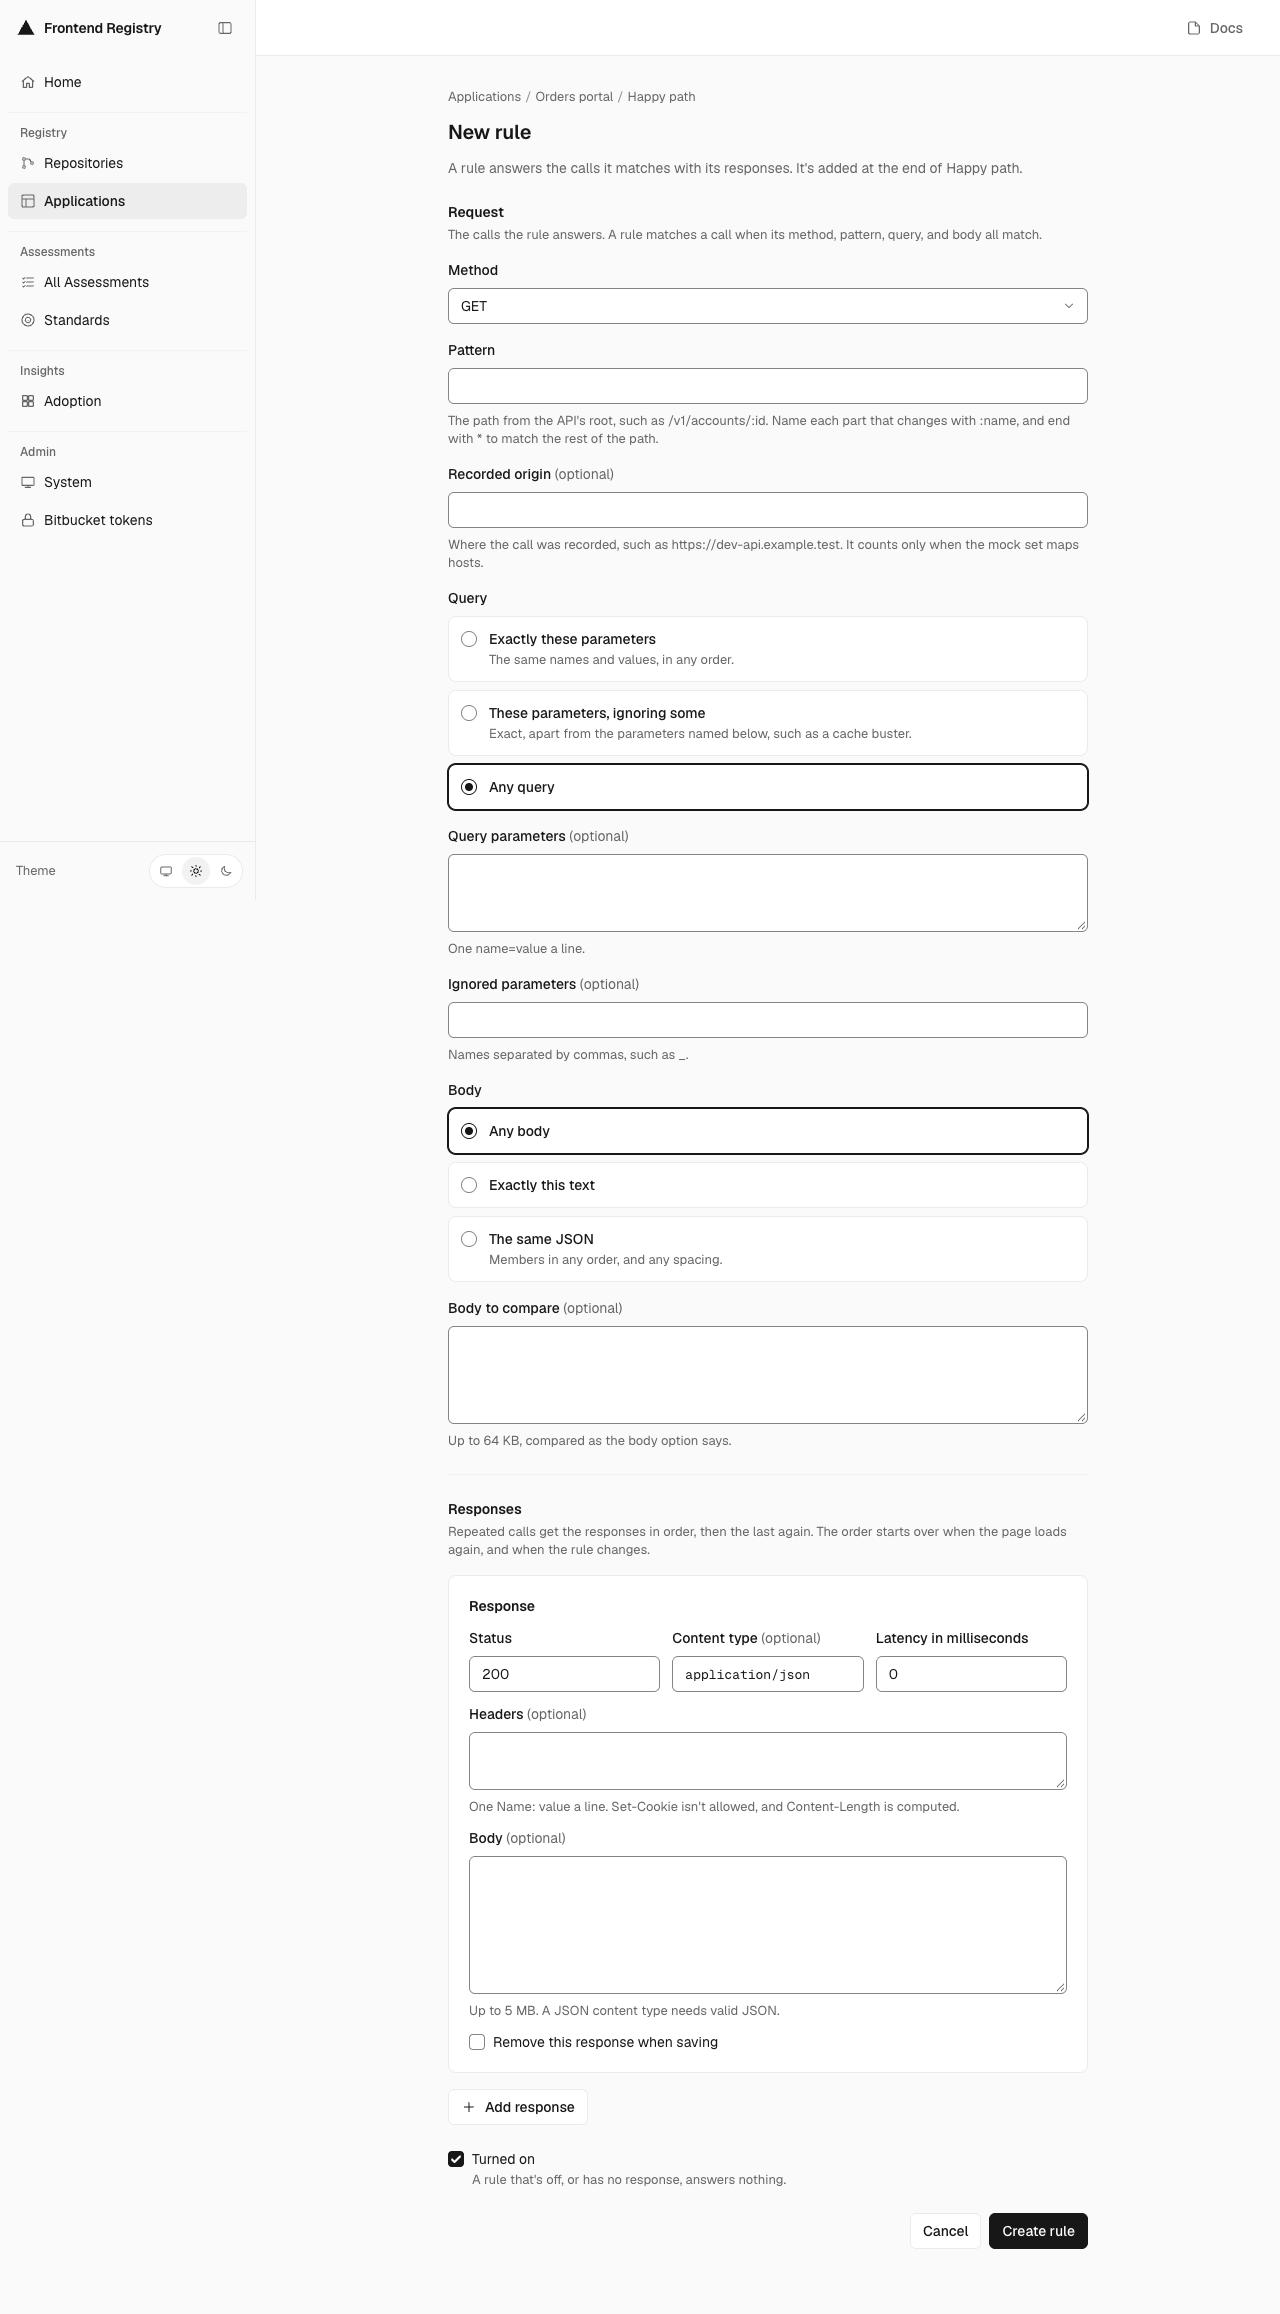 Frontend Registry
Docs
Home
Registry
Repositories
Applications
Assessments
All Assessments
Standards
Insights
Adoption
Admin
System
Bitbucket tokens
Theme
Applications / Orders portal / Happy path
New rule
A rule answers the calls it matches with its responses. It's added at the end of Happy path.
Request
The calls the rule answers. A rule matches a call when its method, pattern, query, and body all match.
Method
GET
Pattern
The path from the API's root, such as /v1/accounts/:id. Name each part that changes with :name, and end
with * to match the rest of the path.
Recorded origin (optional)
Where the call was recorded, such as https://dev-api.example.test. It counts only when the mock set maps
hosts.
Query
Exactly these parameters
The same names and values, in any order.
These parameters, ignoring some
Exact, apart from the parameters named below, such as a cache buster.
Any query
Query parameters (optional)
One name=value a line.
Ignored parameters (optional)
Names separated by commas, such as _.
Body
Any body
Exactly this text
The same JSON
Members in any order, and any spacing.
Body to compare (optional)
Up to 64 KB, compared as the body option says.
Responses
Repeated calls get the responses in order, then the last again. The order starts over when the page loads
again, and when the rule changes.
Response
Status
Content type (optional)
Latency in milliseconds
200
application/json
0
Headers (optional)
One Name: value a line. Set-Cookie isn't allowed, and Content-Length is computed.
Body (optional)
Up to 5 MB. A JSON content type needs valid JSON.
Remove this response when saving
Add response
Turned on
A rule that's off, or has no response, answers nothing.
Cancel
Create rule